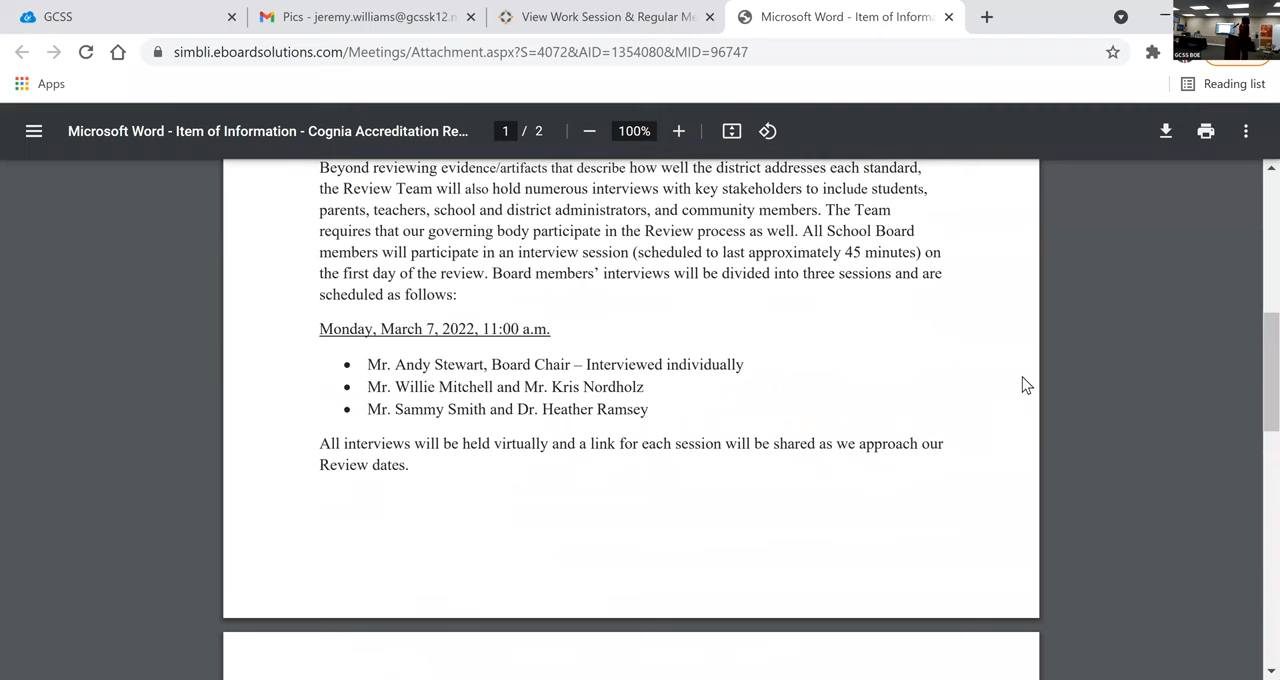 GCSS
Pics - jeremy.williams@gcssk12.n
View Work Session & Regular Me
Microsoft Word - Item of Informa
simbli.eboardsolutions.com/Meetings/Attachment.aspx?S=4072&AID=1354080&MID=96747
GCSS BOE
Apps
Reading list
Microsoft Word - Item of Information - Cognia Accreditation Re...
1 / 2
100%
Beyond reviewing evidence/artifacts that describe how well the district addresses each standard,
the Review Team will also hold numerous interviews with key stakeholders to include students,
parents, teachers, school and district administrators, and community members. The Team
requires that our governing body participate in the Review process as well. All School Board
members will participate in an interview session (scheduled to last approximately 45 minutes) on
the first day of the review. Board members’ interviews will be divided into three sessions and are
scheduled as follows:
Monday, March 7, 2022, 11:00 a.m.
• Mr. Andy Stewart, Board Chair – Interviewed individually
• Mr. Willie Mitchell and Mr. Kris Nordholz
• Mr. Sammy Smith and Dr. Heather Ramsey
All interviews will be held virtually and a link for each session will be shared as we approach our
Review dates.